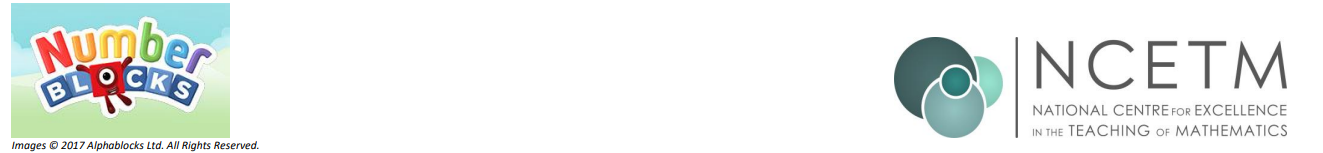 Number
BLOCKS
Images © 2017 Alphablocks Ltd. All Rights Reserved.
NCETM
NATIONAL CENTRE FOR EXCELLENCE
IN THE TEACHING OF MATHEMATICS